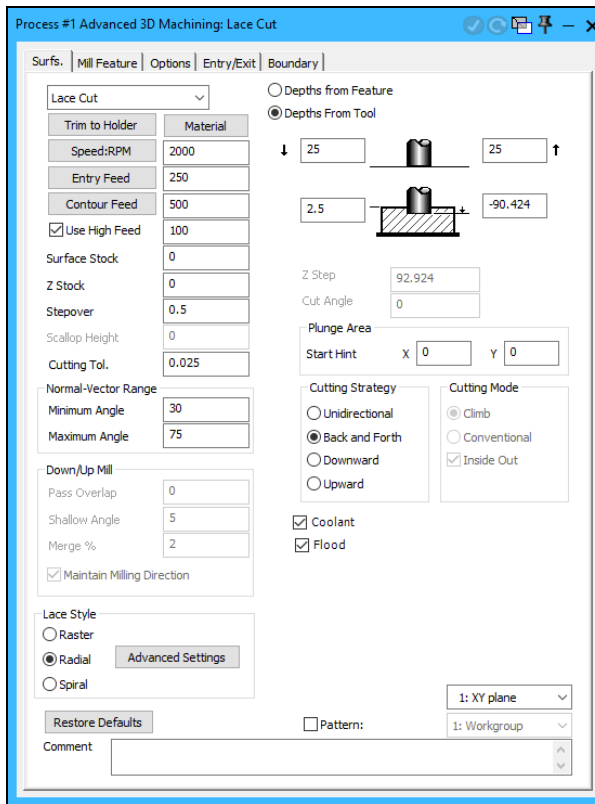 Process #1 Advanced 3D Machining: Lace Cut
Surfs. Mill Feature Options Entry/Exit Boundary
Lace Cut
Trim to Holder Material
Speed:RPM 2000
Entry Feed 250
Contour Feed 500
Use High Feed 100
Surface Stock 0
Z Stock 0
Stepover 0.5
Scallop Height 0
Cutting Tol. 0.025
Normal-Vector Range
Minimum Angle 30
Maximum Angle 75
Down/Up Mill
Pass Overlap 0
Shallow Angle 5
Merge % 2
Maintain Milling Direction
Lace Style
Raster
Radial Advanced Settings
Spiral
Depths from Feature
Depths From Tool
25 25
2.5 -90.424
Z Step 92.924
Cut Angle 0
Plunge Area
Start Hint X 0 Y 0
Cutting Strategy
Unidirectional
Back and Forth
Downward
Upward
Cutting Mode
Climb
Conventional
Inside Out
Coolant
Flood
1: XY plane
Restore Defaults Pattern: 1: Workgroup
Comment